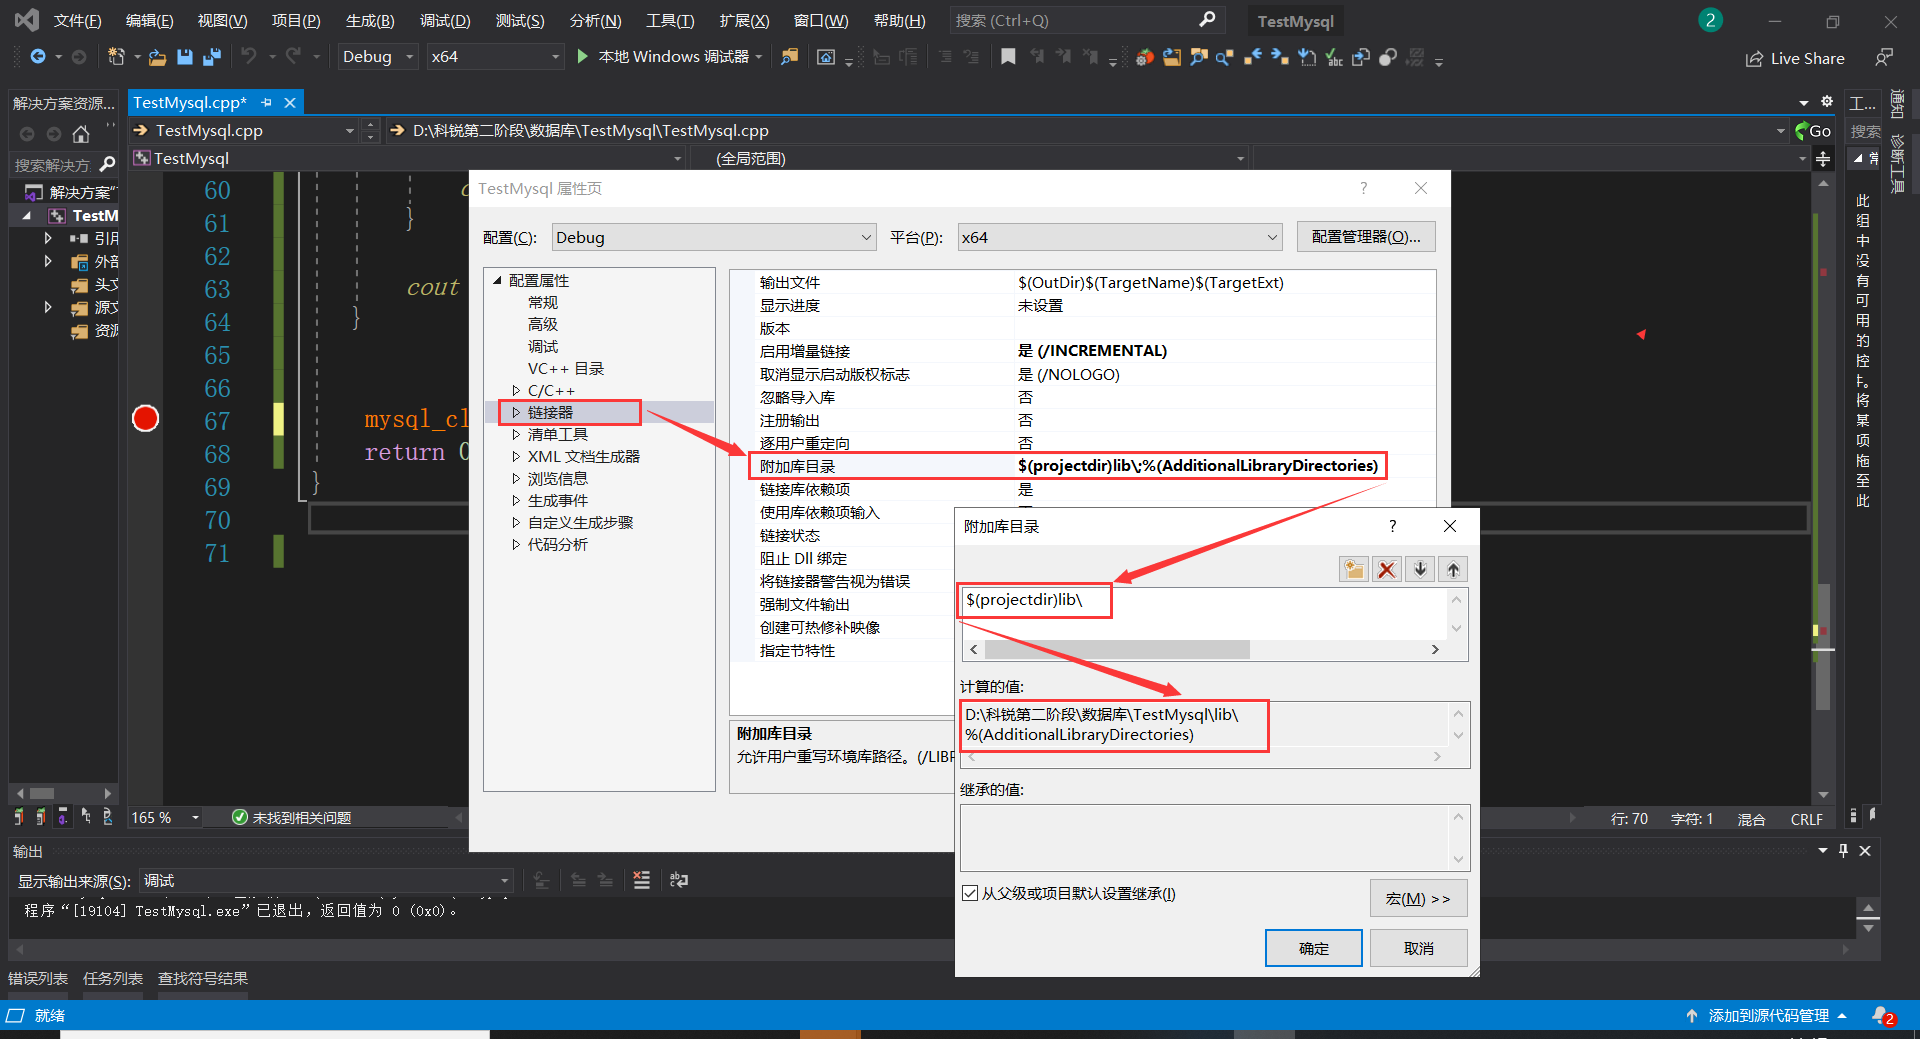 文件(F) 编辑(E) 视图(V) 项目(P) 生成(B) 调试(D) 测试(S) 分析(N) 工具(T) 扩展(X) 窗口(W) 帮助(H) 搜索 (Ctrl+Q) TestMysql 2
Debug x64 本地 Windows 调试器 Live Share
解决方案资源... TestMysql.cpp* 工... 通知
TestMysql.cpp D:\科锐第二阶段\数据库\TestMysql\TestMysql.cpp Go 搜索
搜索解决方 TestMysql (全局范围) 常 诊断工具
解决方案"
TestM
引用
外部
头文
源文
资源
60
61 }
62
63 cout
64 }
65
66
67 mysql_cl
68 return 0
69 }
70
71
此组中没有可用的控件。将某项拖至此
TestMysql 属性页 ?
配置(C): Debug 平台(P): x64 配置管理器(O)...
配置属性
常规
高级
调试
VC++ 目录
C/C++
链接器
清单工具
XML 文档生成器
浏览信息
生成事件
自定义生成步骤
代码分析
输出文件 $(OutDir)$(TargetName)$(TargetExt)
显示进度 未设置
版本
启用增量链接 是 (/INCREMENTAL)
取消显示启动版权标志 是 (/NOLOGO)
忽略导入库 否
注册输出 否
逐用户重定向 否
附加库目录 $(projectdir)lib\;%(AdditionalLibraryDirectories)
链接库依赖项 是
使用库依赖项输入
链接状态
阻止 Dll 绑定
将链接器警告视为错误
强制文件输出
创建可热修补映像
指定节特性
附加库目录
允许用户重写环境库路径。(/LIBP
附加库目录 ?
$(projectdir)lib\
计算的值:
D:\科锐第二阶段\数据库\TestMysql\lib\
%(AdditionalLibraryDirectories)
继承的值:
从父级或项目默认设置继承(I) 宏(M) >>
确定 取消
165 % 未找到相关问题 行: 70 字符: 1 混合 CRLF
输出
显示输出来源(S): 调试
程序“[19104] TestMysql.exe”已退出，返回值为 0 (0x0)。
错误列表 任务列表 查找符号结果
就绪 添加到源代码管理 2